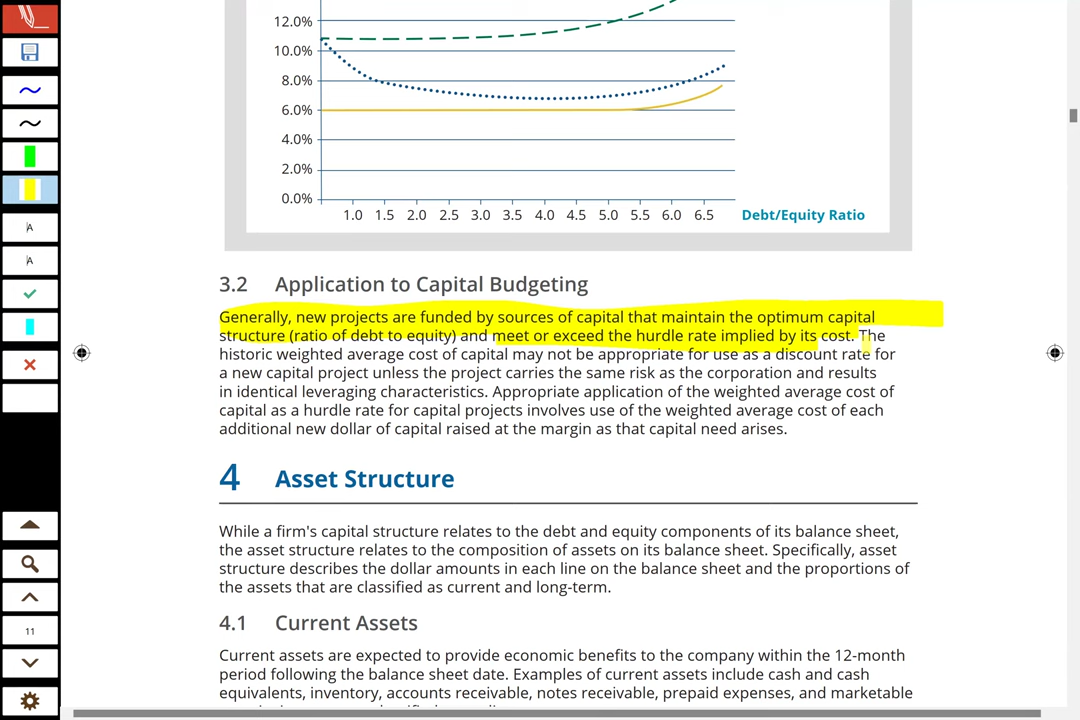 12.0%
10.0%
8.0%
6.0%
4.0%
2.0%
0.0%
1.0 1.5 2.0 2.5 3.0 3.5 4.0 4.5 5.0 5.5 6.0 6.5 Debt/Equity Ratio
3.2 Application to Capital Budgeting
Generally, new projects are funded by sources of capital that maintain the optimum capital
structure (ratio of debt to equity) and meet or exceed the hurdle rate implied by its cost. The
historic weighted average cost of capital may not be appropriate for use as a discount rate for
a new capital project unless the project carries the same risk as the corporation and results
in identical leveraging characteristics. Appropriate application of the weighted average cost of
capital as a hurdle rate for capital projects involves use of the weighted average cost of each
additional new dollar of capital raised at the margin as that capital need arises.
4 Asset Structure
While a firm's capital structure relates to the debt and equity components of its balance sheet,
the asset structure relates to the composition of assets on its balance sheet. Specifically, asset
structure describes the dollar amounts in each line on the balance sheet and the proportions of
the assets that are classified as current and long-term.
4.1 Current Assets
Current assets are expected to provide economic benefits to the company within the 12-month
period following the balance sheet date. Examples of current assets include cash and cash
equivalents, inventory, accounts receivable, notes receivable, prepaid expenses, and marketable
A
A
11